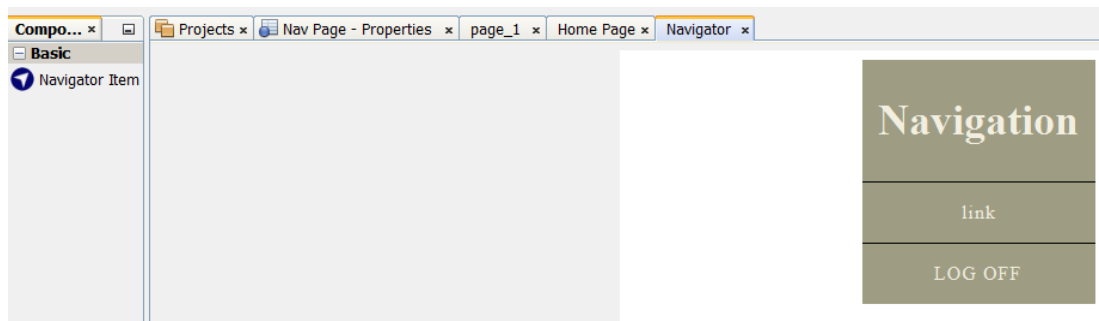 Compo... Projects Nav Page - Properties page_1 Home Page Navigator
Basic
Navigator Item
Navigation
link
LOG OFF